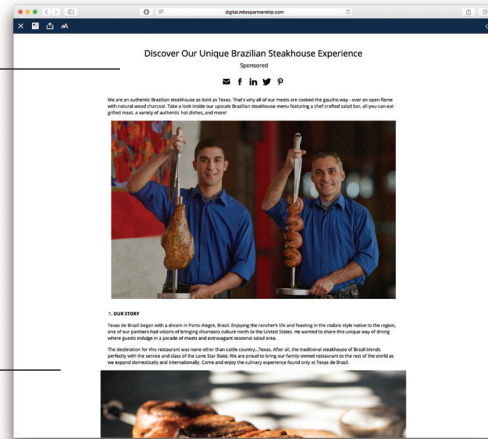 digital.milespartnership.com
AA
Discover Our Unique Brazilian Steakhouse Experience
Sponsored
We are an authentic Brazilian steakhouse as bold as Texas. That's why all of our meats are cooked the gaucho way - over an open flame
with natural wood charcoal. Take a look inside our upscale Brazilian steakhouse menu featuring a chef-crafted salad bar, all you can eat
grilled meat, a variety of authentic hot dishes, and more!
1. OUR STORY
Texas de Brazil began with a dream in Porto Alegre, Brazil. Enjoying the rancher's life and feasting in the rodizio style native to the region,
one of our partners had visions of bringing churrasco culture north to the United States. He wanted to share this unique way of dining
where guests indulge in a parade of meats and extravagant seasonal salad area.
The destination for this restaurant was none other than cattle country...Texas. After all, the traditional steakhouse of Brazil blends
perfectly with the service and class of the Lone Star State. We are proud to bring our family-owned restaurant to the rest of the world as
we expand domestically and internationally. Come and enjoy the culinary experience found only at Texas de Brazil.